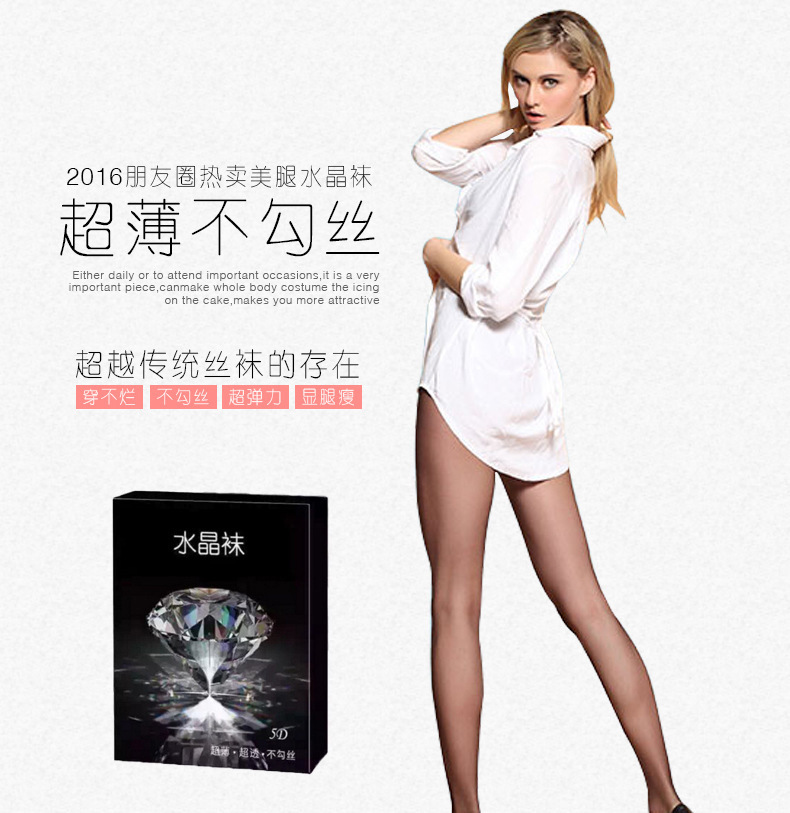 2016朋友圈热卖美腿水晶袜
超薄不勾丝
Either daily or to attend important occasions,it is a very
important piece,canmake whole body costume the icing
on the cake,makes you more attractive
超越传统丝袜的存在
穿不烂 不勾丝 超弹力 显腿瘦
水晶袜
5D
超薄·超透·不勾丝